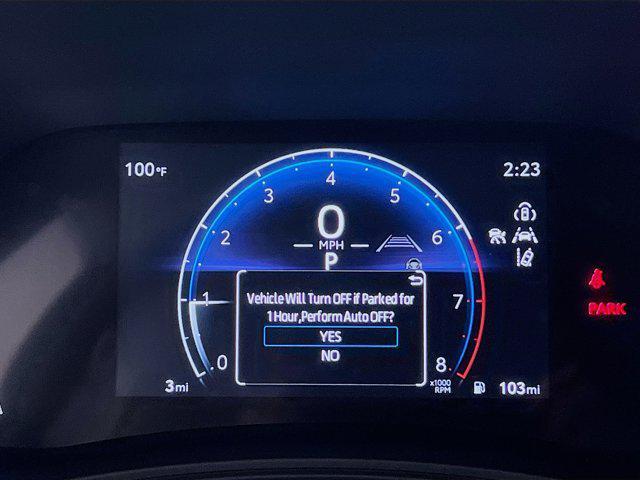 100°F
2:23
0 1 2 3 4 5 6 7 8
0
MPH
P
Vehicle Will Turn OFF if Parked for
1 Hour,Perform Auto OFF?
YES
NO
x1000
RPM
3mi
103mi
PARK